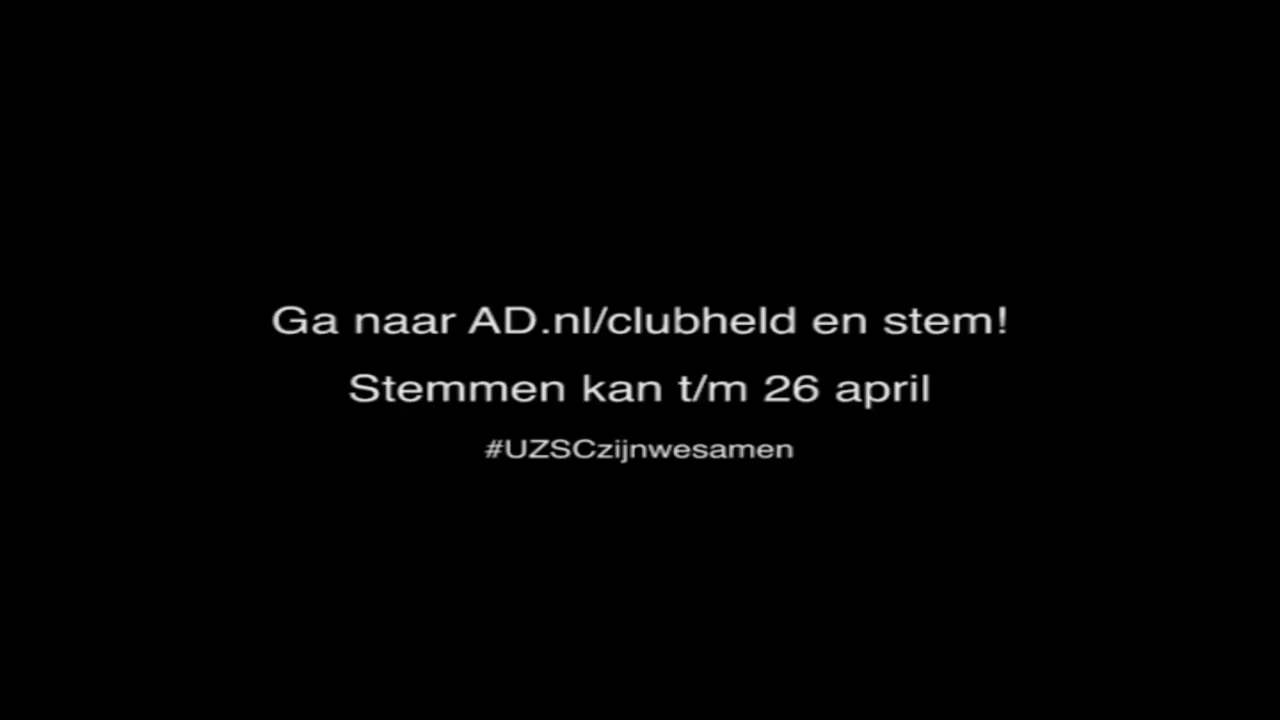 Ga naar AD.nl/clubheld en stem!
Stemmen kan t/m 26 april
#UZSCzijnwesamen